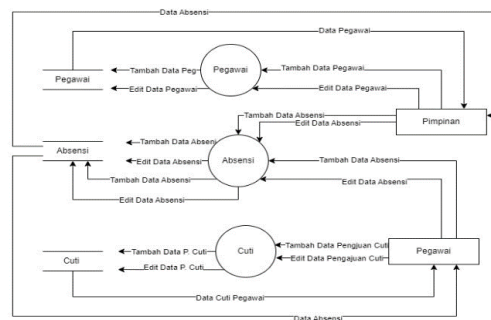 Data Absensi
Data Pegawai
Tambah Data Peg
Pegawai
Tambah Data Pegawai
Pegawai
Edit Data Pegawai
Edit Data Pegawai
Tambah Data Absensi
Edit Data Absensi
Pimpinan
Tambah Data Abseni
Absensi
Edit Data Absensi
Absensi
Tambah Data Absensi
Tambah Data Absensi
Edit Data Absensi
Edit Data Absensi
Tambah Data Pengjuan Cuti
Tambah Data P. Cuti
Cuti
Pegawai
Cuti
Edit Data P. Cuti
Edit Data Pengajuan Cuti
Data Cuti Pegawai
Data Absensi